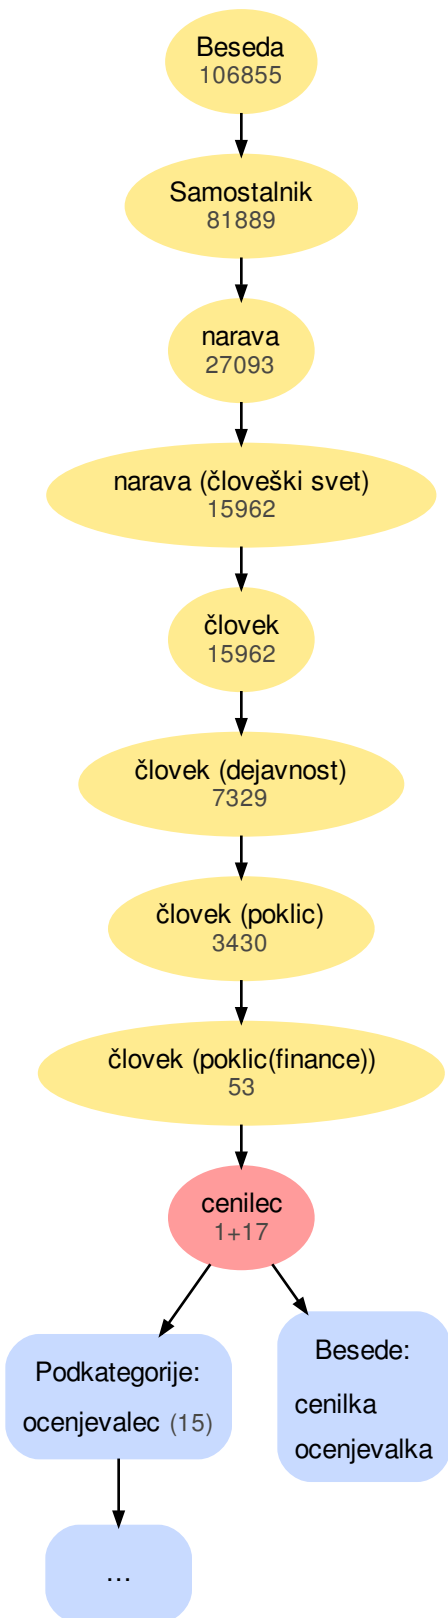 Beseda
106855
Samostalnik
81889
narava
27093
narava (človeški svet)
15962
človek
15962
človek (dejavnost)
7329
človek (poklic)
3430
človek (poklic(finance))
53
cenilec
1+17
Podkategorije:
ocenjevalec (15)
Besede:
cenilka
ocenjevalka
...